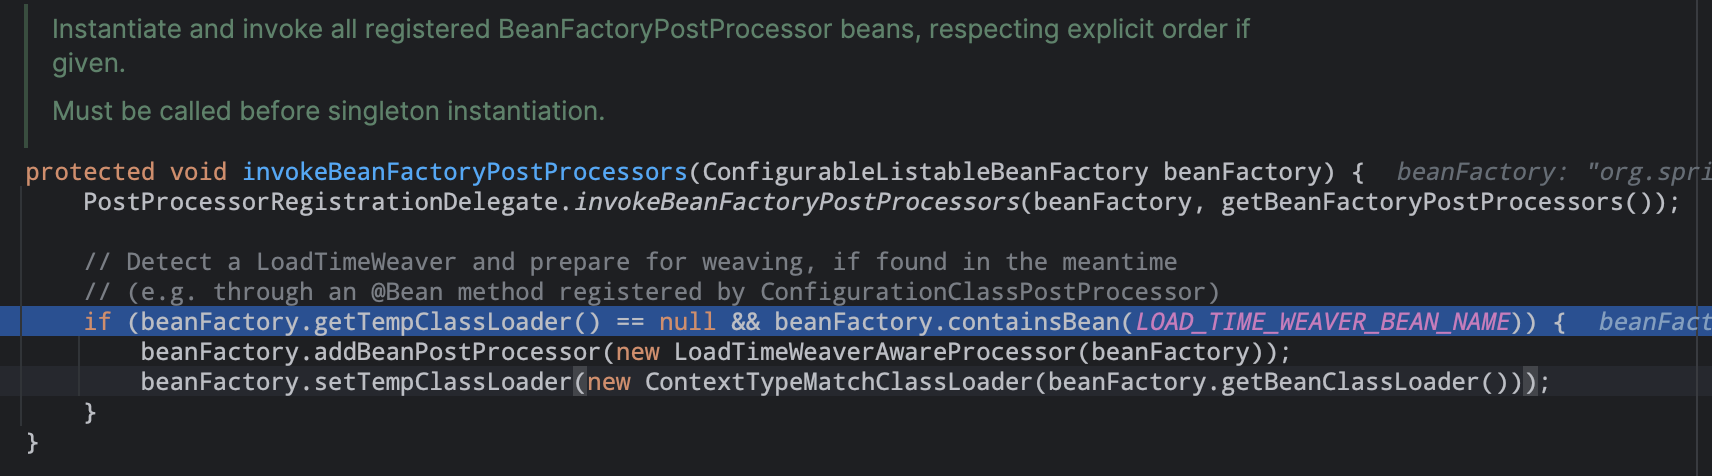 Instantiate and invoke all registered BeanFactoryPostProcessor beans, respecting explicit order if
given.
Must be called before singleton instantiation.
protected void invokeBeanFactoryPostProcessors(ConfigurableListableBeanFactory beanFactory) {  beanFactory: "org.spri
    PostProcessorRegistrationDelegate.invokeBeanFactoryPostProcessors(beanFactory, getBeanFactoryPostProcessors());
    // Detect a LoadTimeWeaver and prepare for weaving, if found in the meantime
    // (e.g. through an @Bean method registered by ConfigurationClassPostProcessor)
    if (beanFactory.getTempClassLoader() == null && beanFactory.containsBean(LOAD_TIME_WEAVER_BEAN_NAME)) {  beanFact
        beanFactory.addBeanPostProcessor(new LoadTimeWeaverAwareProcessor(beanFactory));
        beanFactory.setTempClassLoader(new ContextTypeMatchClassLoader(beanFactory.getBeanClassLoader()));
    }
}